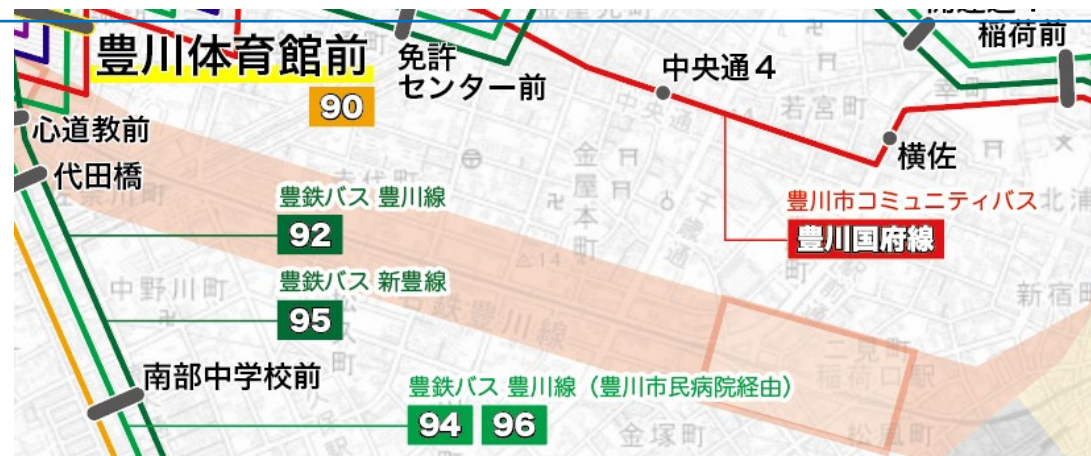 稲荷前
豊川体育館前
90
免許
センター前
中央通4
若宮町
幸町
心道教前
横佐
代田橋
金屋本町
豊鉄バス 豊川線
92
豊川市コミュニティバス
豊川国府線
中野川町
豊鉄バス 新豊線
95
新宿町
二見町
稲荷口駅
南部中学校前
豊鉄バス 豊川線（豊川市民病院経由）
94 96
金塚町
松風町